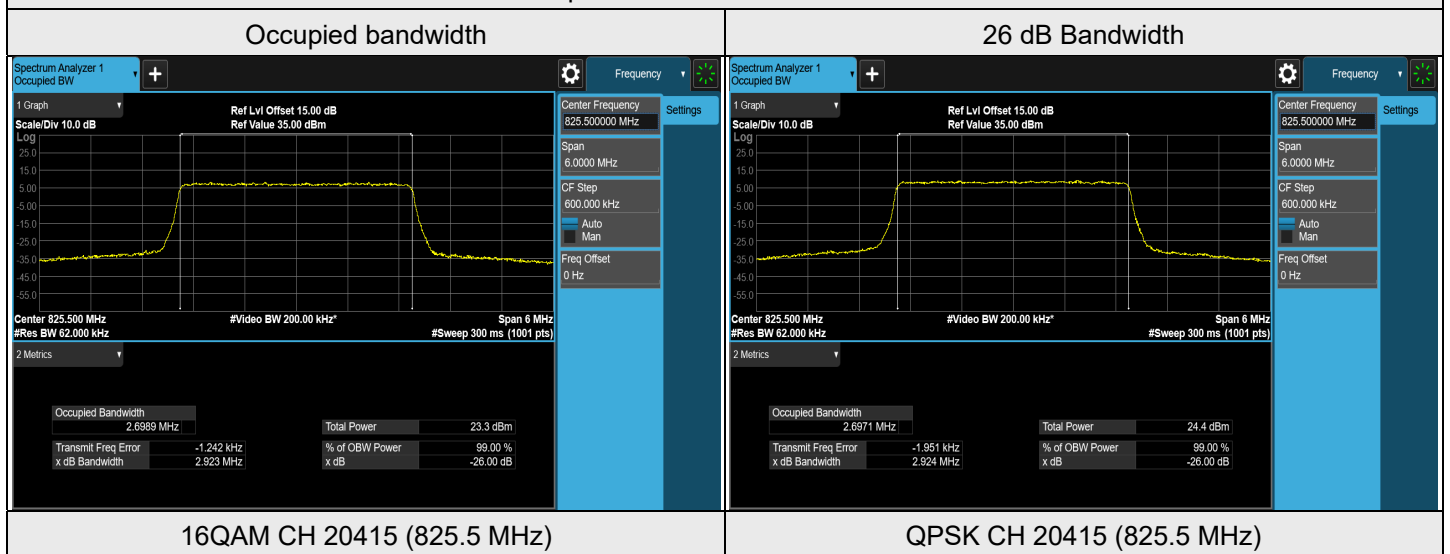 Occupied bandwidth
26 dB Bandwidth
Spectrum Analyzer 1
Occupied BW
+
Frequency
1 Graph
Scale/Div 10.0 dB
Ref Lvl Offset 15.00 dB
Ref Value 35.00 dBm
Log
25.0
15.0
5.00
-5.00
-15.0
-25.0
-35.0
-45.0
-55.0
Center 825.500 MHz
#Video BW 200.00 kHz*
Span 6 MHz
#Res BW 62.000 kHz
#Sweep 300 ms (1001 pts)
Center Frequency
825.500000 MHz
Settings
Span
6.0000 MHz
CF Step
600.000 kHz
Auto
Man
Freq Offset
0 Hz
2 Metrics
Occupied Bandwidth
2.6989 MHz
Total Power 23.3 dBm
Transmit Freq Error -1.242 kHz
% of OBW Power 99.00 %
x dB Bandwidth 2.923 MHz
x dB -26.00 dB
16QAM CH 20415 (825.5 MHz)
Spectrum Analyzer 1
Occupied BW
+
Frequency
1 Graph
Scale/Div 10.0 dB
Ref Lvl Offset 15.00 dB
Ref Value 35.00 dBm
Log
25.0
15.0
5.00
-5.00
-15.0
-25.0
-35.0
-45.0
-55.0
Center 825.500 MHz
#Video BW 200.00 kHz*
Span 6 MHz
#Res BW 62.000 kHz
#Sweep 300 ms (1001 pts)
Center Frequency
825.500000 MHz
Settings
Span
6.0000 MHz
CF Step
600.000 kHz
Auto
Man
Freq Offset
0 Hz
2 Metrics
Occupied Bandwidth
2.6971 MHz
Total Power 24.4 dBm
Transmit Freq Error -1.951 kHz
% of OBW Power 99.00 %
x dB Bandwidth 2.924 MHz
x dB -26.00 dB
QPSK CH 20415 (825.5 MHz)